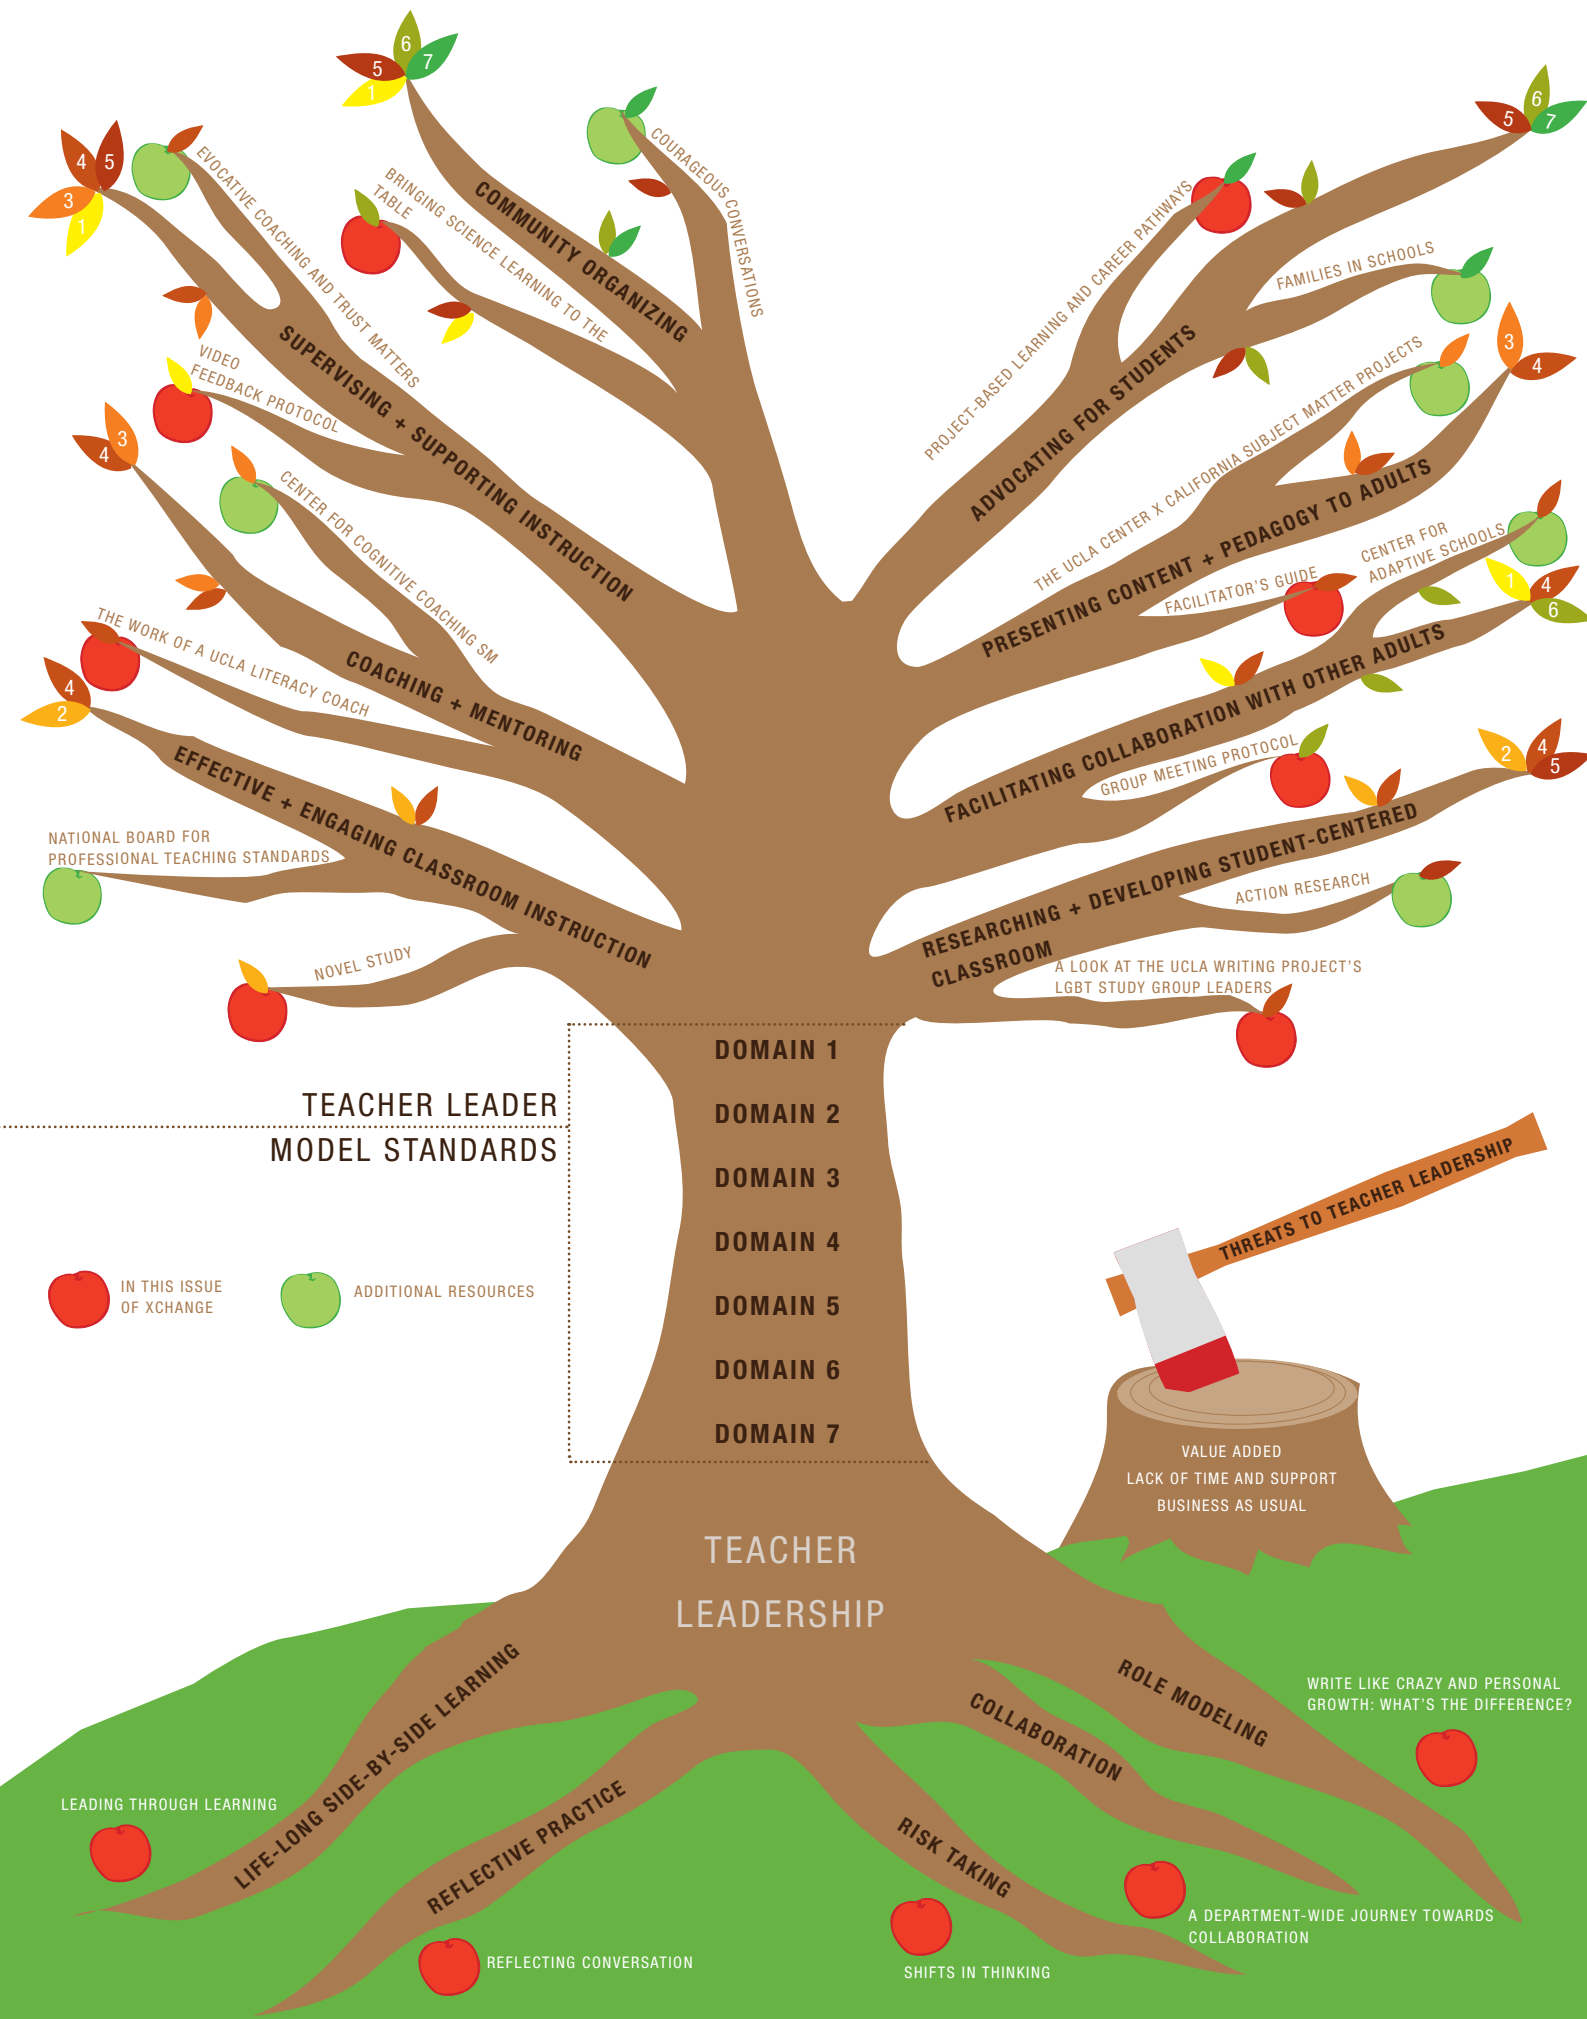 6
5
7
1
4
5
3
1
EVOCATIVE COACHING AND TRUST MATTERS
BRINGING SCIENCE LEARNING TO THE
TABLE
COMMUNITY ORGANIZING
COURAGEOUS CONVERSATIONS
SUPERVISING + SUPPORTING INSTRUCTION
VIDEO
FEEDBACK PROTOCOL
3
4
CENTER FOR COGNITIVE COACHING SM
THE WORK OF A UCLA LITERACY COACH
COACHING + MENTORING
4
2
EFFECTIVE + ENGAGING CLASSROOM INSTRUCTION
NATIONAL BOARD FOR
PROFESSIONAL TEACHING STANDARDS
NOVEL STUDY
6
5
7
PROJECT-BASED LEARNING AND CAREER PATHWAYS
FAMILIES IN SCHOOLS
ADVOCATING FOR STUDENTS
3
4
THE UCLA CENTER X CALIFORNIA SUBJECT MATTER PROJECTS
PRESENTING CONTENT + PEDAGOGY TO ADULTS
FACILITATOR'S GUIDE
CENTER FOR
ADAPTIVE SCHOOLS
1
4
6
FACILITATING COLLABORATION WITH OTHER ADULTS
GROUP MEETING PROTOCOL
2
4
5
RESEARCHING + DEVELOPING STUDENT-CENTERED
CLASSROOM
ACTION RESEARCH
A LOOK AT THE UCLA WRITING PROJECT'S
LGBT STUDY GROUP LEADERS
TEACHER LEADER
MODEL STANDARDS
DOMAIN 1
DOMAIN 2
DOMAIN 3
DOMAIN 4
DOMAIN 5
DOMAIN 6
DOMAIN 7
IN THIS ISSUE
OF XCHANGE
ADDITIONAL RESOURCES
THREATS TO TEACHER LEADERSHIP
VALUE ADDED
LACK OF TIME AND SUPPORT
BUSINESS AS USUAL
TEACHER
LEADERSHIP
LIFE-LONG SIDE-BY-SIDE LEARNING
LEADING THROUGH LEARNING
REFLECTIVE PRACTICE
REFLECTING CONVERSATION
RISK TAKING
SHIFTS IN THINKING
COLLABORATION
A DEPARTMENT-WIDE JOURNEY TOWARDS
COLLABORATION
ROLE MODELING
WRITE LIKE CRAZY AND PERSONAL
GROWTH: WHAT'S THE DIFFERENCE?